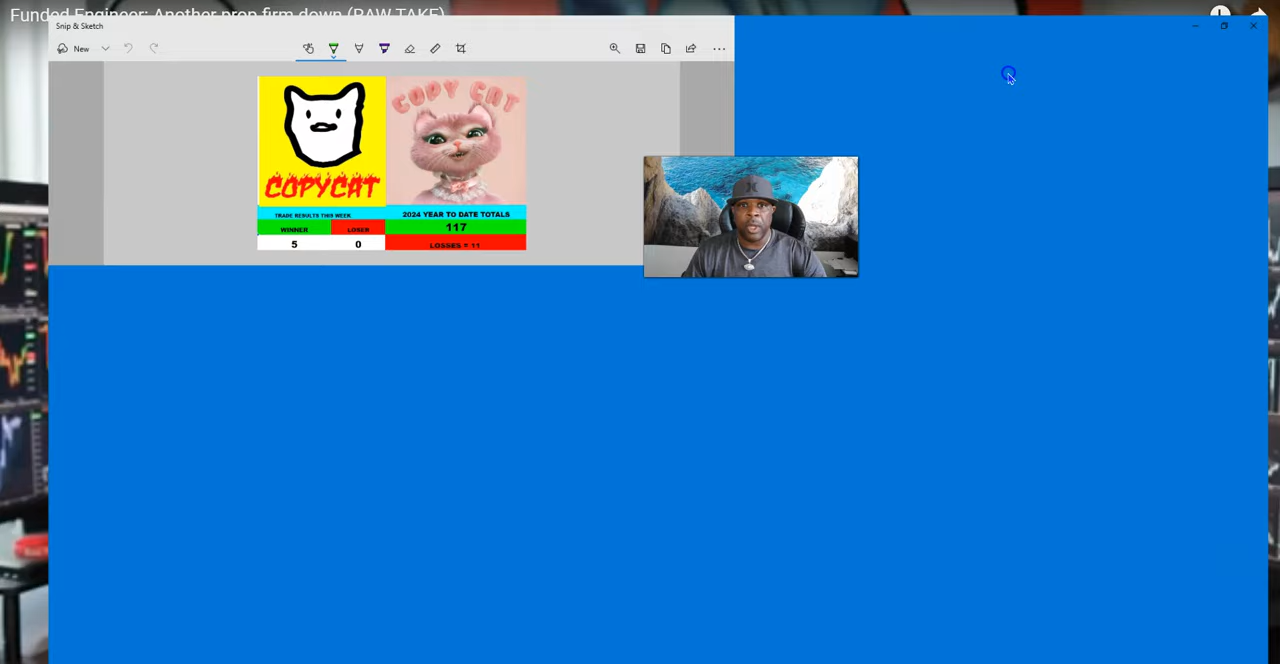 Funded Engineer: Another prop firm down (RAW TAKE)
Snip & Sketch
New
COPYCAT
COPY CAT
TRADE RESULTS THIS WEEK
2024 YEAR TO DATE TOTALS
WINNER
LOSER
117
5
0
LOSSES = 11